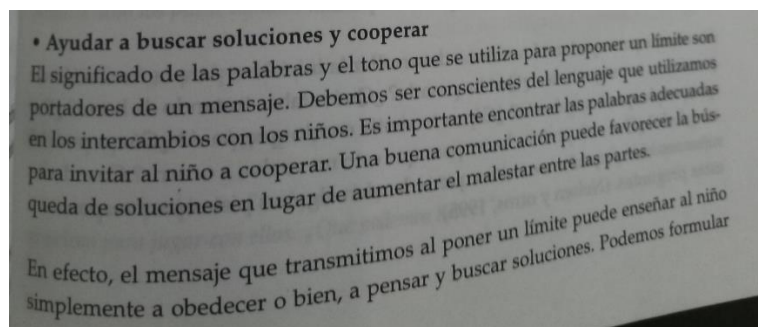 • Ayudar a buscar soluciones y cooperar
El significado de las palabras y el tono que se utiliza para proponer un límite son
portadores de un mensaje. Debemos ser conscientes del lenguaje que utilizamos
en los intercambios con los niños. Es importante encontrar las palabras adecuadas
para invitar al niño a cooperar. Una buena comunicación puede favorecer la bús-
queda de soluciones en lugar de aumentar el malestar entre las partes.
En efecto, el mensaje que transmitimos al poner un límite puede enseñar al niño
simplemente a obedecer o bien, a pensar y buscar soluciones. Podemos formular